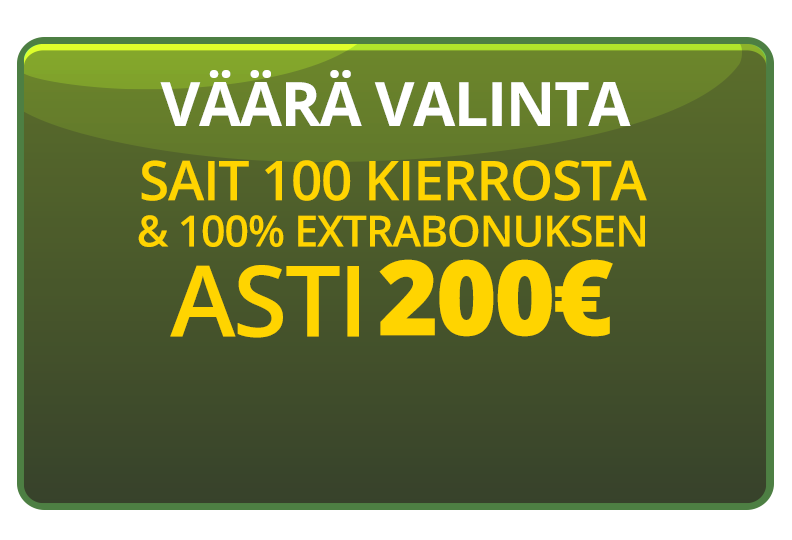 VÄÄRÄ VALINTA
SAIT 100 KIERROSTA
& 100% EXTRABONUKSEN
ASTI 200€